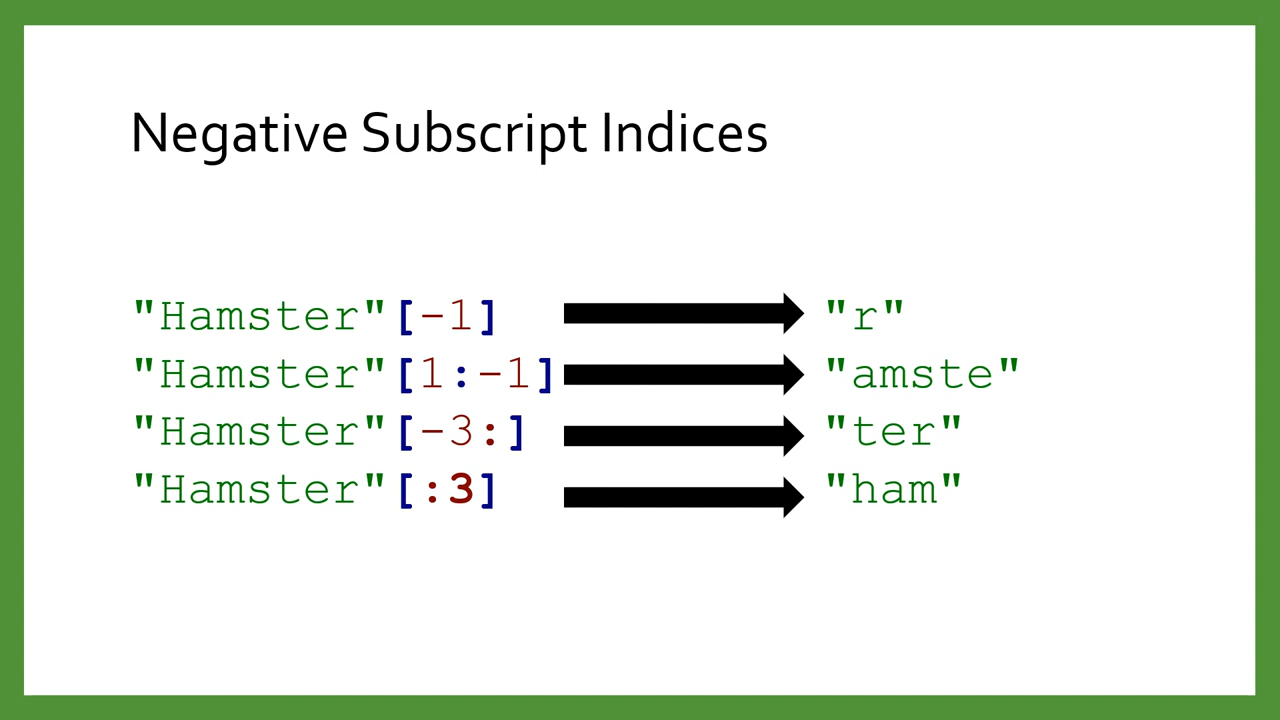 Negative Subscript Indices
"Hamster"[-1] "r"
"Hamster"[1:-1] "amste"
"Hamster"[-3:] "ter"
"Hamster"[:3] "ham"